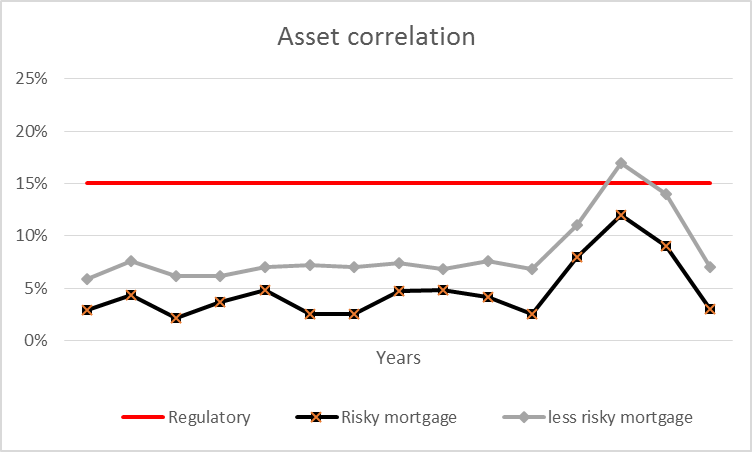 Asset correlation
25%
20%
15%
10%
5%
0%
Years
Regulatory
Risky mortgage
less risky mortgage